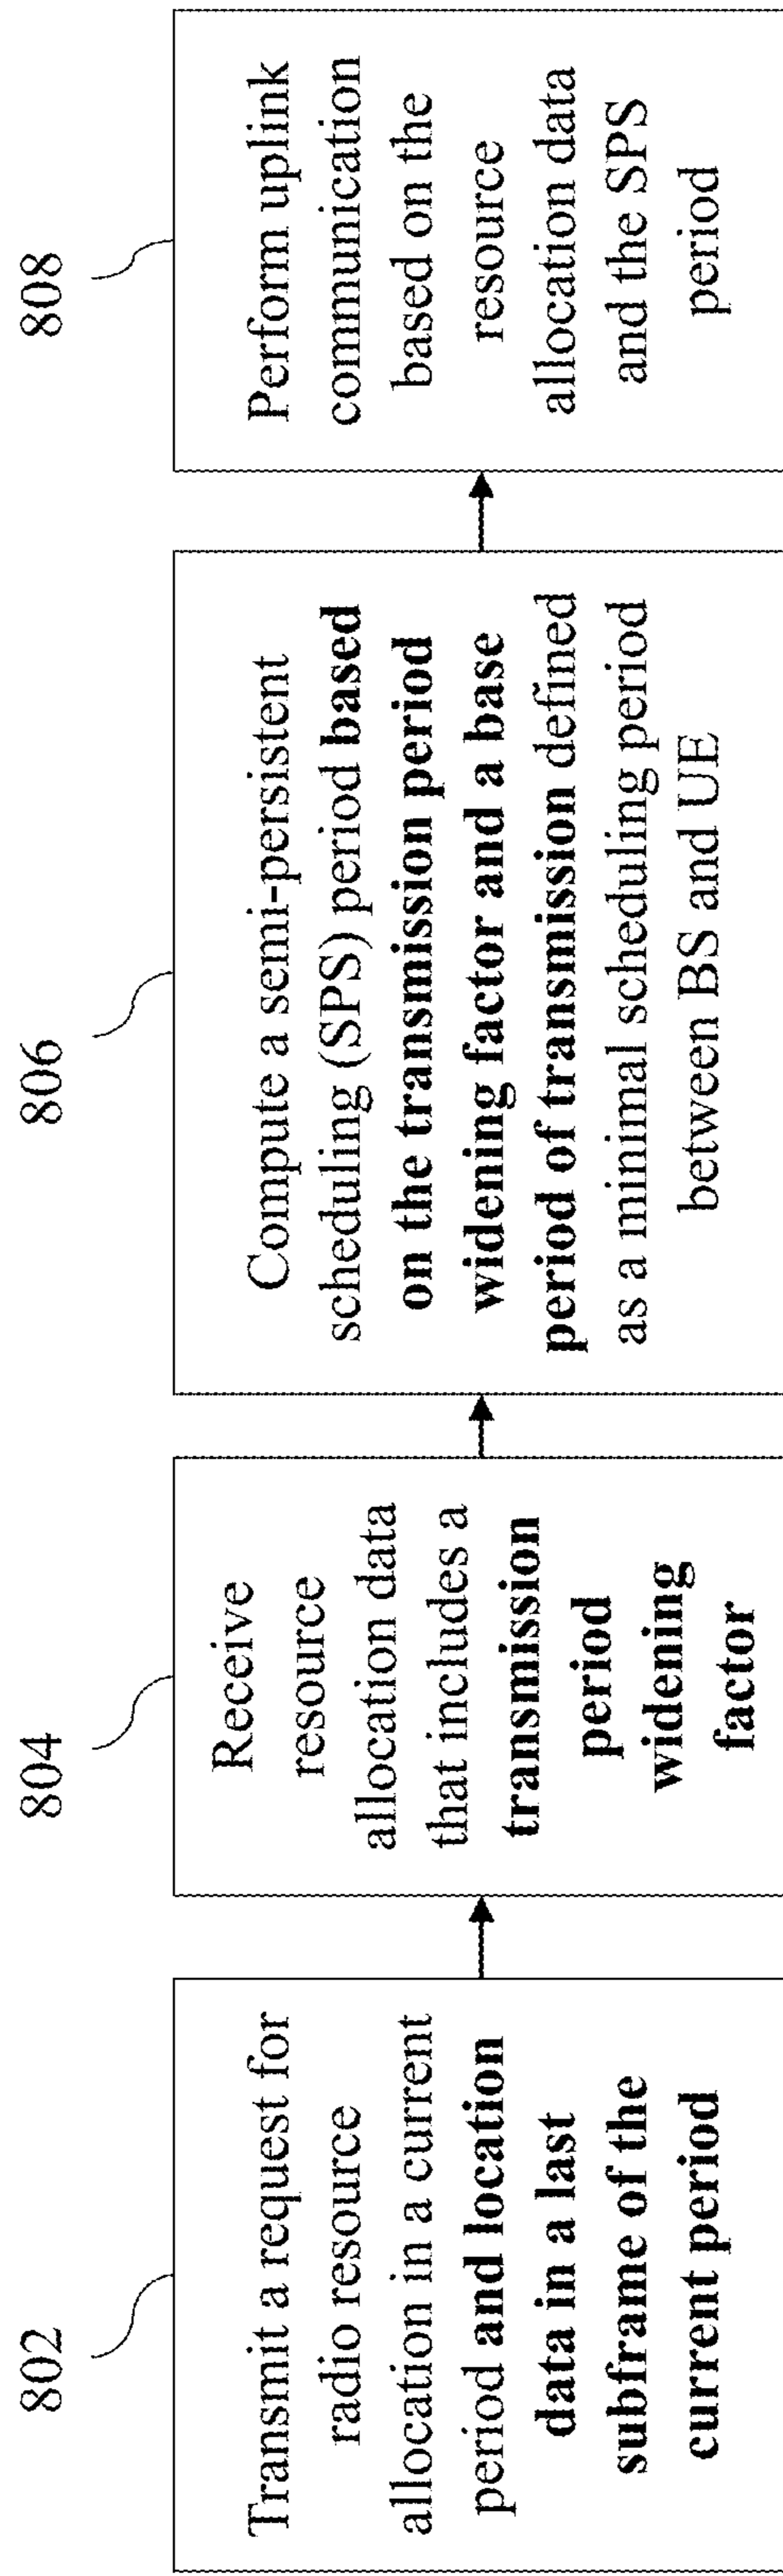 802
Transmit a request for
radio resource
allocation in a current
period and location
data in a last
subframe of the
current period
804
Receive
resource
allocation data
that includes a
transmission
period
widening
factor
806
Compute a semi-persistent
scheduling (SPS) period based
on the transmission period
widening factor and a base
period of transmission defined
as a minimal scheduling period
between BS and UE
808
Perform uplink
communication
based on the
resource
allocation data
and the SPS
period